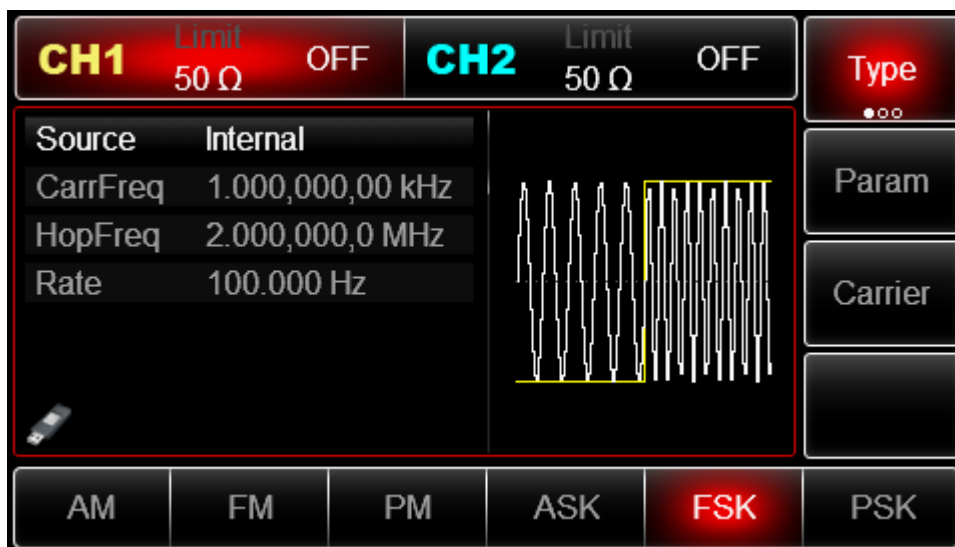 CH1 Limit 50 Ω OFF
CH2 Limit 50 Ω OFF
Type
Source Internal
CarrFreq 1.000,000,00 kHz
HopFreq 2.000,000,0 MHz
Rate 100.000 Hz
Param
Carrier
AM FM PM ASK FSK PSK